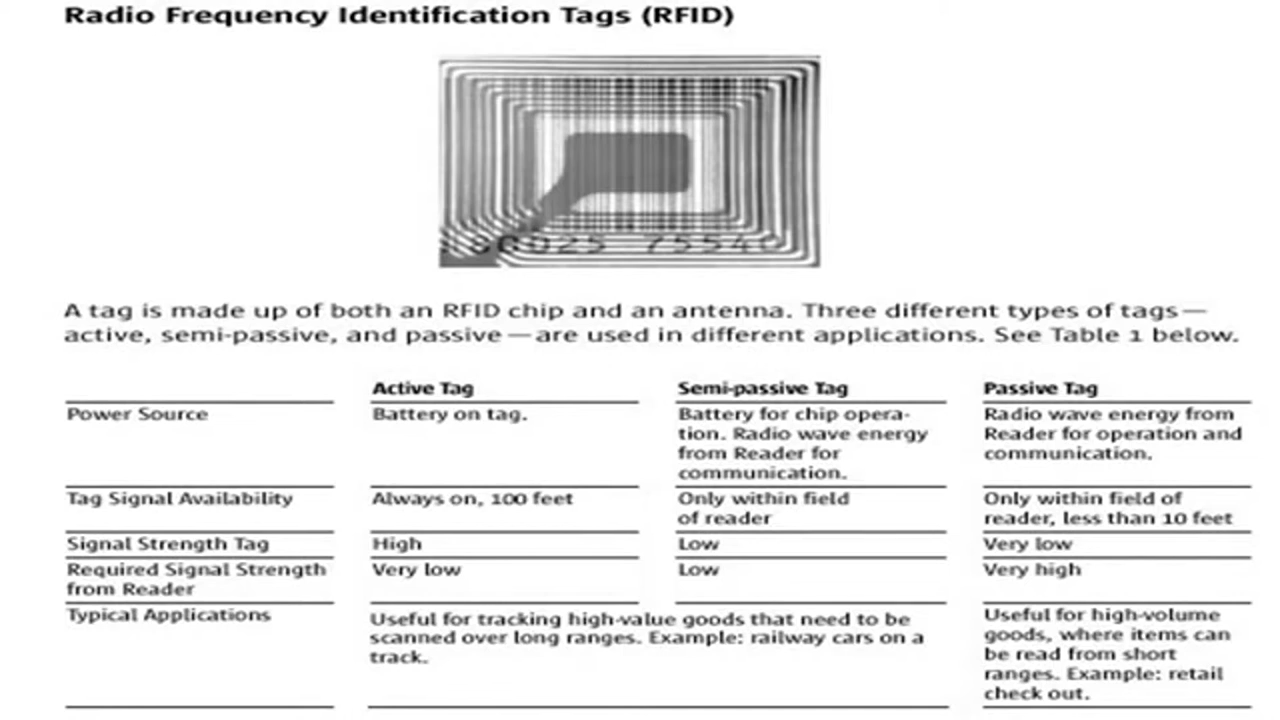 Radio Frequency Identification Tags (RFID)
0025 7554
A tag is made up of both an RFID chip and an antenna. Three different types of tags—
active, semi-passive, and passive—are used in different applications. See Table 1 below.
Active Tag
Semi-passive Tag
Passive Tag
Power Source
Battery on tag.
Battery for chip opera-
tion. Radio wave energy
from Reader for
communication.
Radio wave energy from
Reader for operation and
communication.
Tag Signal Availability
Always on, 100 feet
Only within field
of reader
Only within field of
reader, less than 10 feet
Signal Strength Tag
High
Low
Very low
Required Signal Strength
from Reader
Very low
Low
Very high
Typical Applications
Useful for tracking high-value goods that need to be
scanned over long ranges. Example: railway cars on a
track.
Useful for high-volume
goods, where items can
be read from short
ranges. Example: retail
check out.